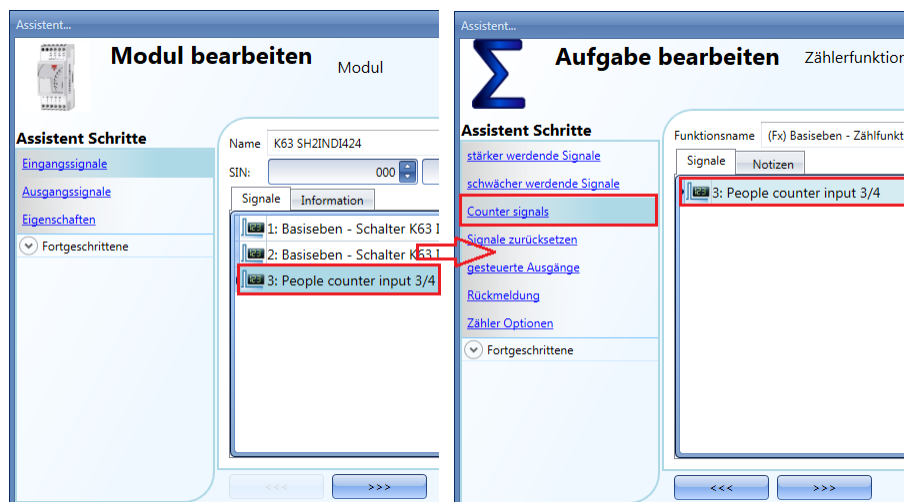 Assistent...
Modul bearbeiten Modul
Assistent Schritte
Eingangssignale
Ausgangssignale
Eigenschaften
Fortgeschrittene
Name K63 SH2INDI424
SIN: 000
Signale Information
1: Basiseben - Schalter K63 I
2: Basiseben - Schalter K63 I
3: People counter input 3/4
<<< >>>
Assistent...
Aufgabe bearbeiten Zählerfunktion
Assistent Schritte
stärker werdende Signale
schwächer werdende Signale
Counter signals
Signale zurücksetzen
gesteuerte Ausgänge
Rückmeldung
Zähler Optionen
Fortgeschrittene
Funktionsname (Fx) Basiseben - Zählfunkt
Signale Notizen
3: People counter input 3/4
<<< >>>